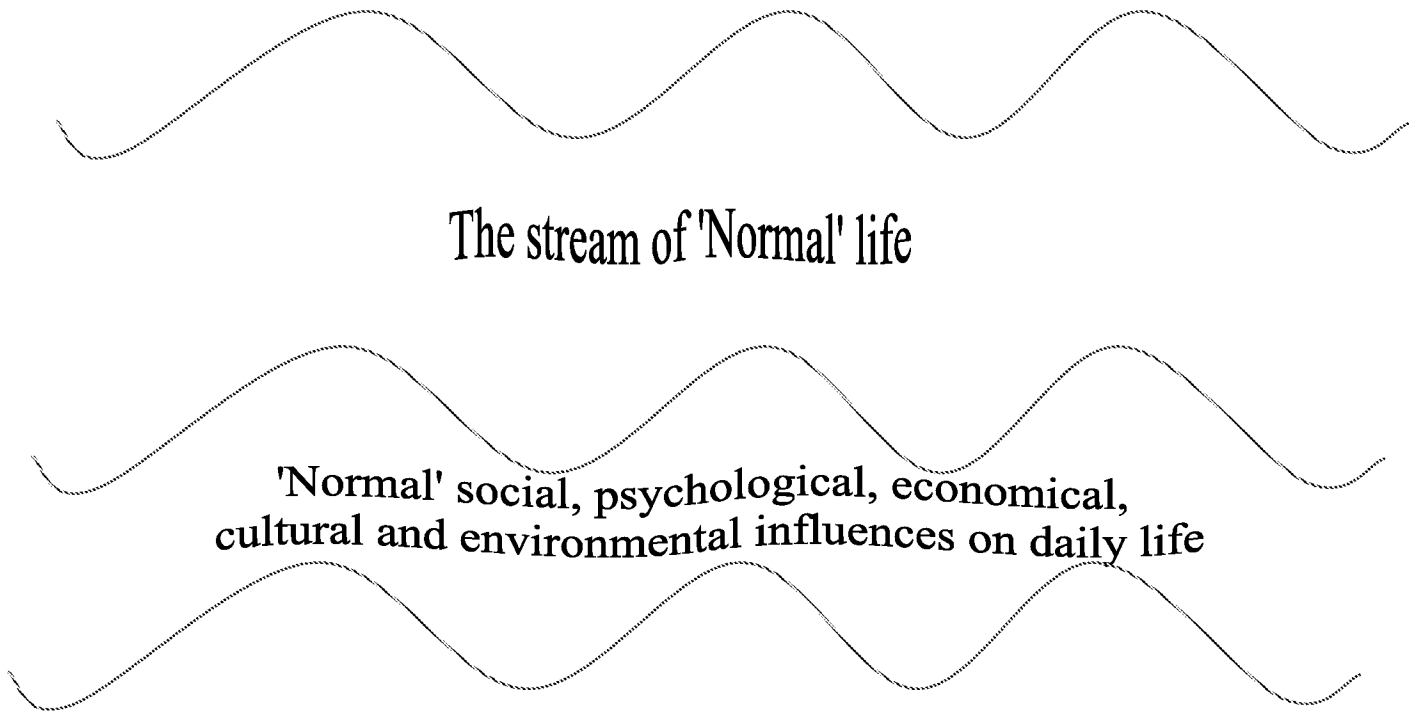 The stream of 'Normal' life
'Normal' social, psychological, economical,
cultural and environmental influences on daily life